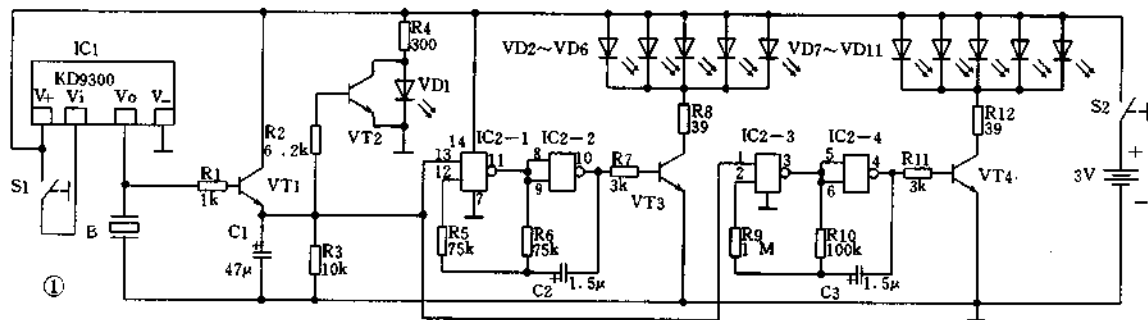 IC1
KD9300
V+ Vi Vo V-
S1
B
R1
1k
R2
6.2k
VT1
C1
+
47μ
R3
10k
①
R4
300
VD1
VT2
14
13
12
11
7
IC2-1
IC2-2
8
9
10
R5
75k
R6
75k
C2
+
1.5μ
R7
3k
VT3
R8
39
VD2～VD6
VD7～VD11
IC2-3
IC2-4
1
2
3
5
6
4
R9
1 M
R10
100k
C3
+
1.5μ
R11
3k
VT4
R12
39
S2
+
3V
-